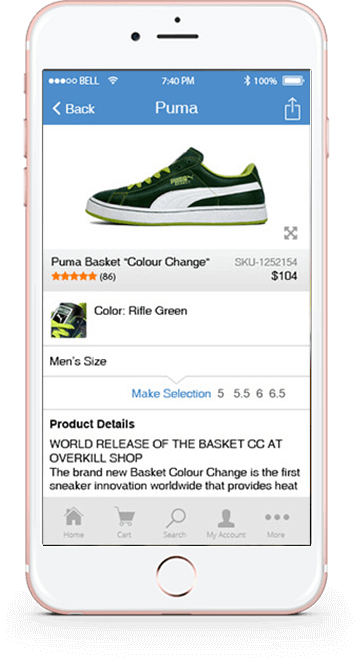 BELL 7:40 PM 100%
Back Puma
PUMA
Puma Basket "Colour Change" SKU-1252154
(86) $104
Color: Rifle Green
Men's Size
Make Selection 5 5.5 6 6.5
Product Details
WORLD RELEASE OF THE BASKET CC AT
OVERKILL SHOP
The brand new Basket Colour Change is the first
sneaker innovation worldwide that provides heat
Home Cart Search My Account More